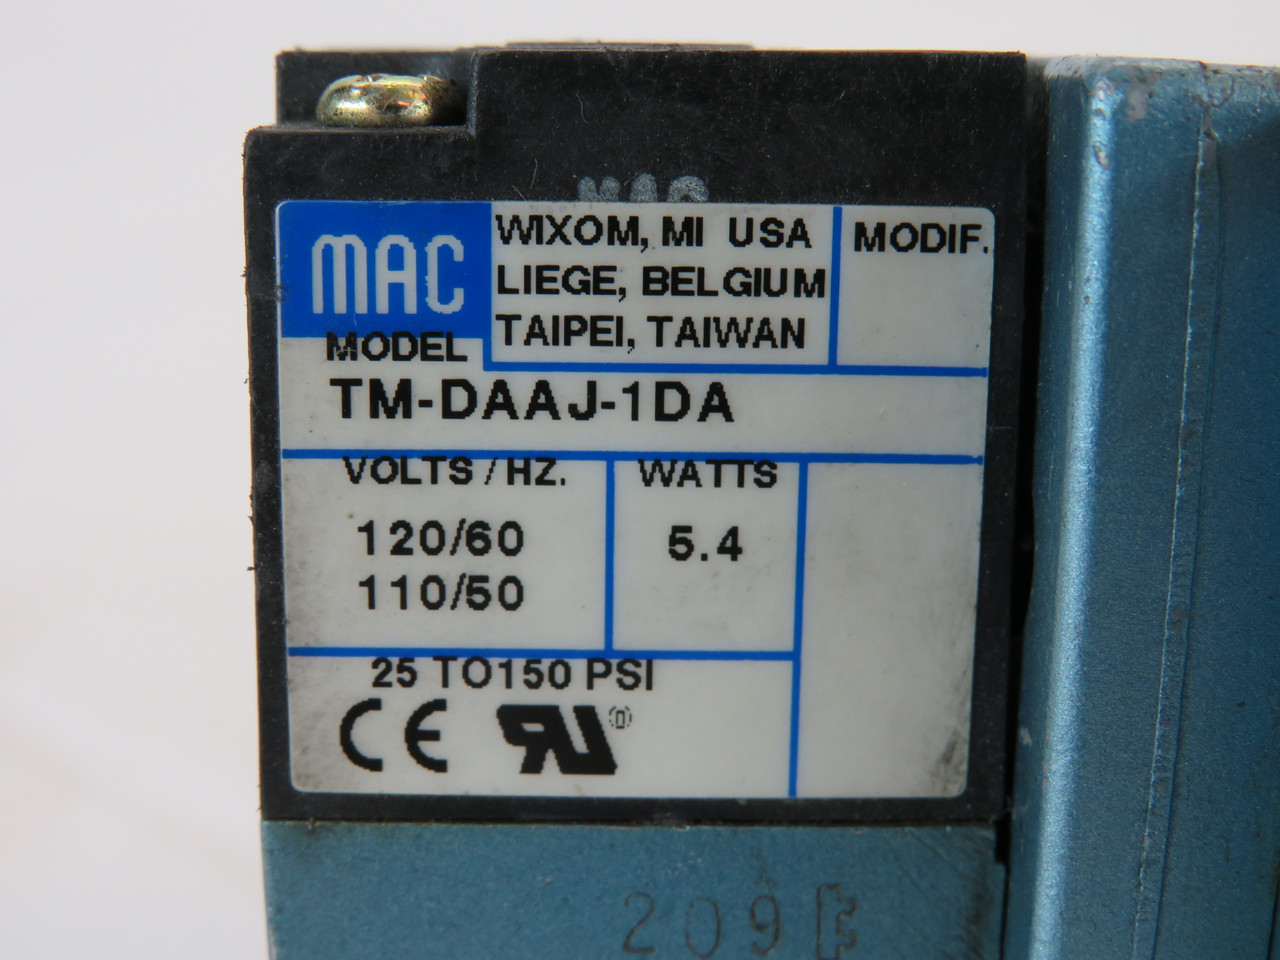 MAC
WIXOM, MI USA
LIEGE, BELGIUM
TAIPEI, TAIWAN
MODIF.
MODEL
TM-DAAJ-1DA
VOLTS / HZ.
120/60
110/50
WATTS
5.4
25 TO150 PSI
CE
209E